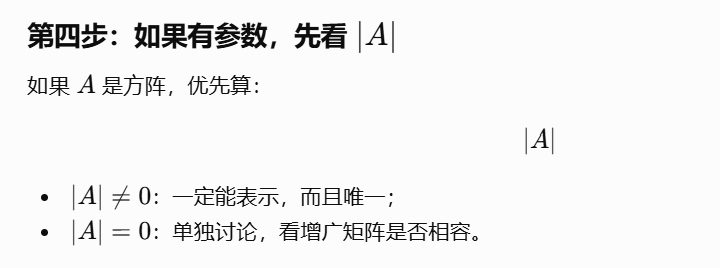 第四步：如果有参数，先看 |A|
如果 A 是方阵，优先算：
|A|
• |A| ≠ 0：一定能表示，而且唯一；
• |A| = 0：单独讨论，看增广矩阵是否相容。